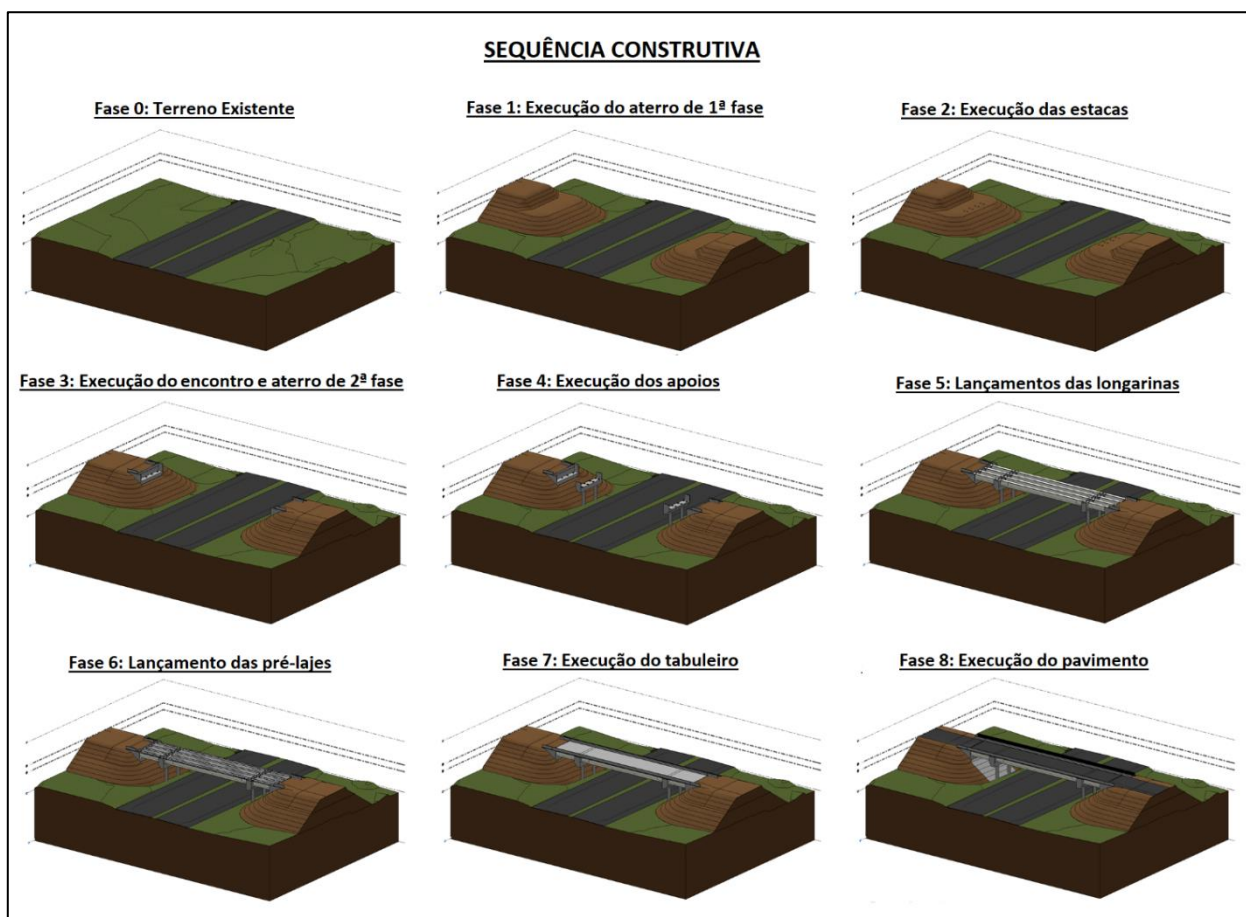 SEQUÊNCIA CONSTRUTIVA
Fase 0: Terreno Existente
Fase 1: Execução do aterro de 1ª fase
Fase 2: Execução das estacas
Fase 3: Execução do encontro e aterro de 2ª fase
Fase 4: Execução dos apoios
Fase 5: Lançamentos das longarinas
Fase 6: Lançamento das pré-lajes
Fase 7: Execução do tabuleiro
Fase 8: Execução do pavimento